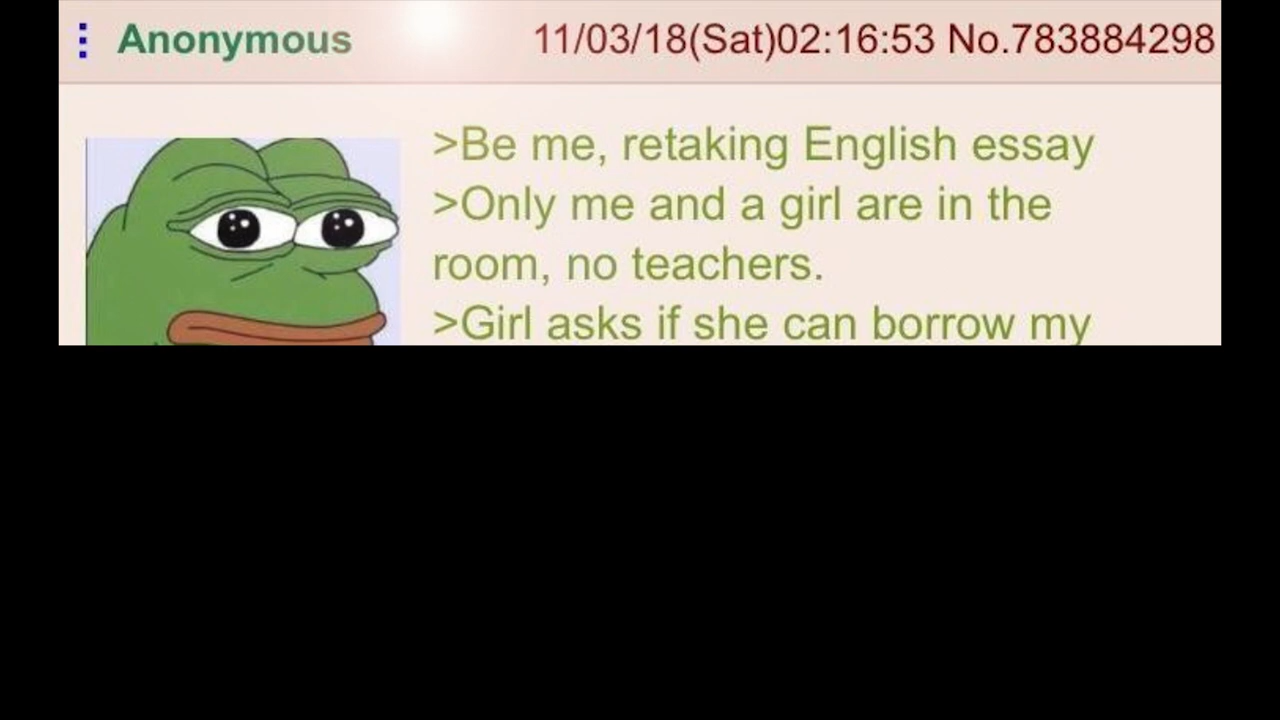 Anonymous 11/03/18(Sat)02:16:53 No.783884298
>Be me, retaking English essay
>Only me and a girl are in the
room, no teachers.
>Girl asks if she can borrow my